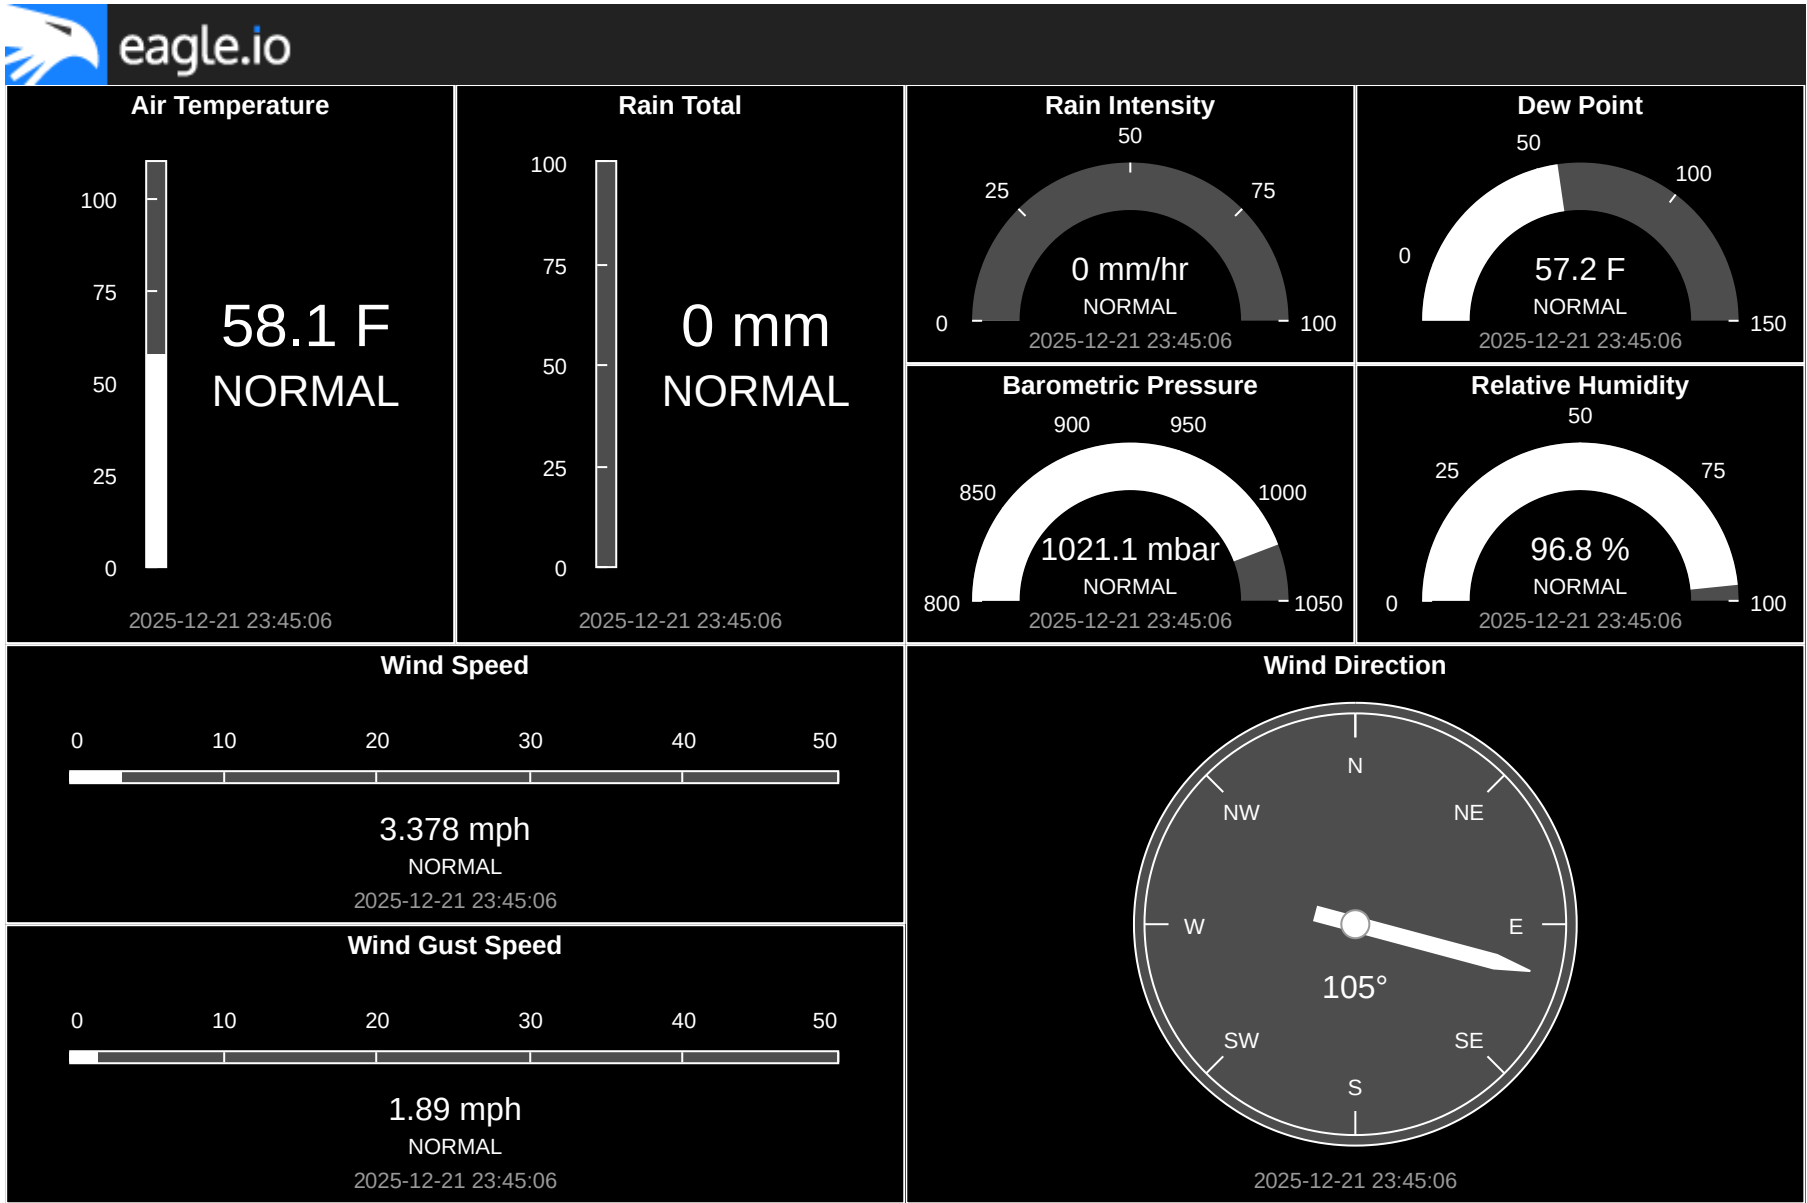 eagle.io
Air Temperature
100
75
50
25
0
58.1 F
NORMAL
2025-12-21 23:45:06
Rain Total
100
75
50
25
0
0 mm
NORMAL
2025-12-21 23:45:06
Rain Intensity
0
25
50
75
100
0 mm/hr
NORMAL
2025-12-21 23:45:06
Dew Point
0
50
100
150
57.2 F
NORMAL
2025-12-21 23:45:06
Barometric Pressure
800
850
900
950
1000
1050
1021.1 mbar
NORMAL
2025-12-21 23:45:06
Relative Humidity
0
25
50
75
100
96.8 %
NORMAL
2025-12-21 23:45:06
Wind Speed
0 10 20 30 40 50
3.378 mph
NORMAL
2025-12-21 23:45:06
Wind Gust Speed
0 10 20 30 40 50
1.89 mph
NORMAL
2025-12-21 23:45:06
Wind Direction
N
NW NE
W E
105°
SW SE
S
2025-12-21 23:45:06